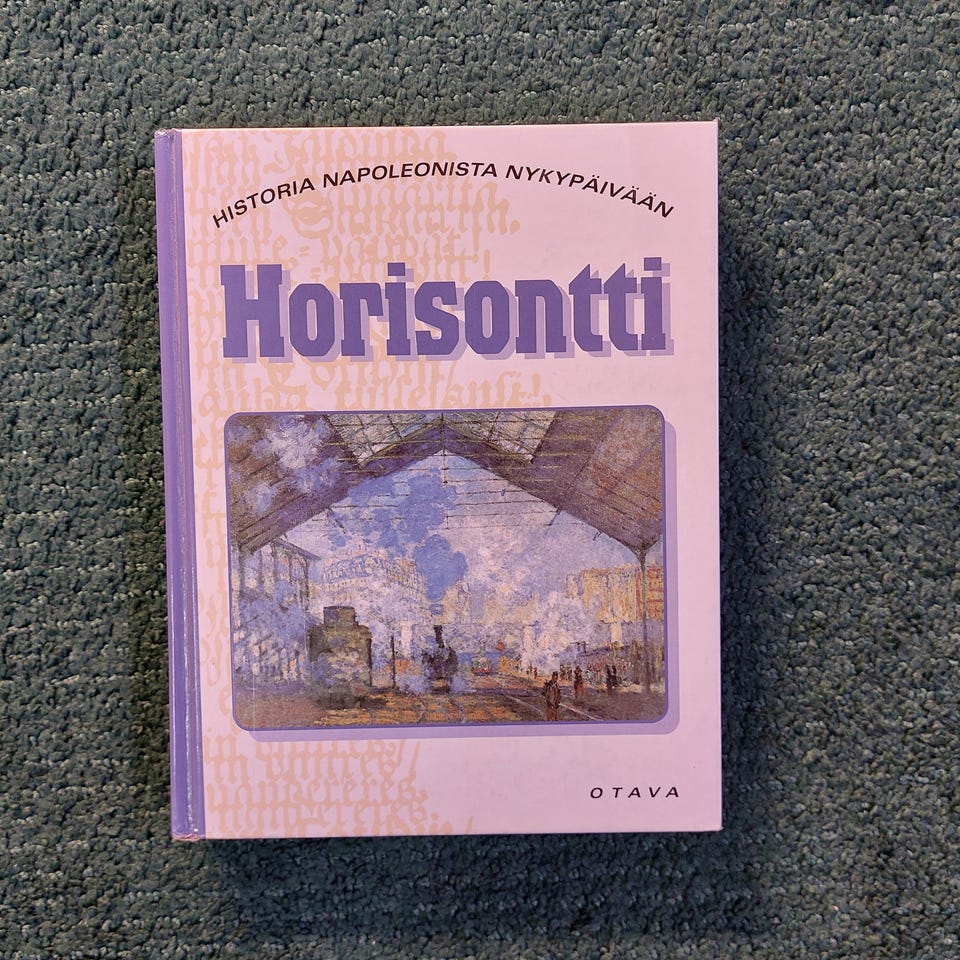 HISTORIA NAPOLEONISTA NYKYPÄIVÄÄN
Horisontti
OTAVA